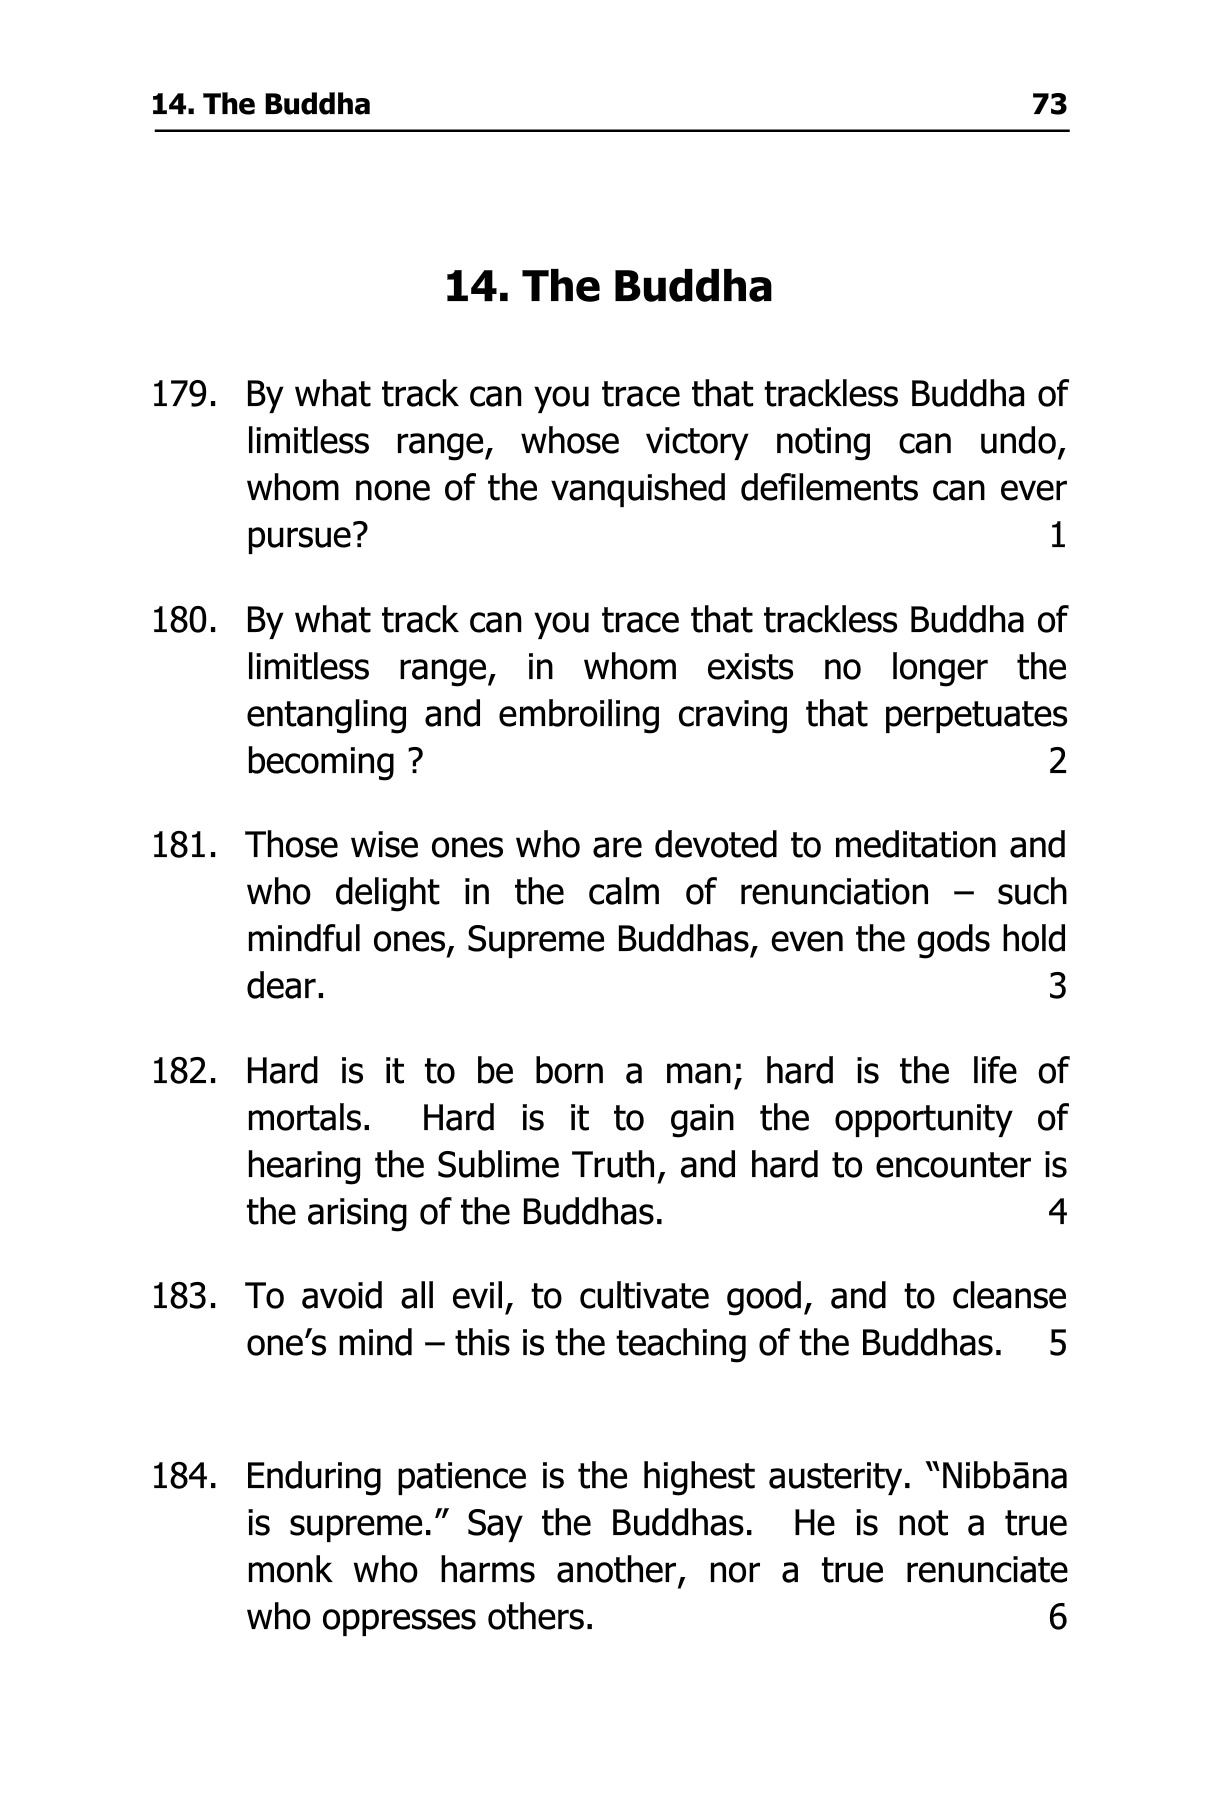 14. The Buddha 73
14. The Buddha
179. By what track can you trace that trackless Buddha of
limitless range, whose victory noting can undo,
whom none of the vanquished defilements can ever
pursue? 1
180. By what track can you trace that trackless Buddha of
limitless range, in whom exists no longer the
entangling and embroiling craving that perpetuates
becoming ? 2
181. Those wise ones who are devoted to meditation and
who delight in the calm of renunciation – such
mindful ones, Supreme Buddhas, even the gods hold
dear. 3
182. Hard is it to be born a man; hard is the life of
mortals. Hard is it to gain the opportunity of
hearing the Sublime Truth, and hard to encounter is
the arising of the Buddhas. 4
183. To avoid all evil, to cultivate good, and to cleanse
one’s mind – this is the teaching of the Buddhas. 5
184. Enduring patience is the highest austerity. “Nibbāna
is supreme.” Say the Buddhas. He is not a true
monk who harms another, nor a true renunciate
who oppresses others. 6